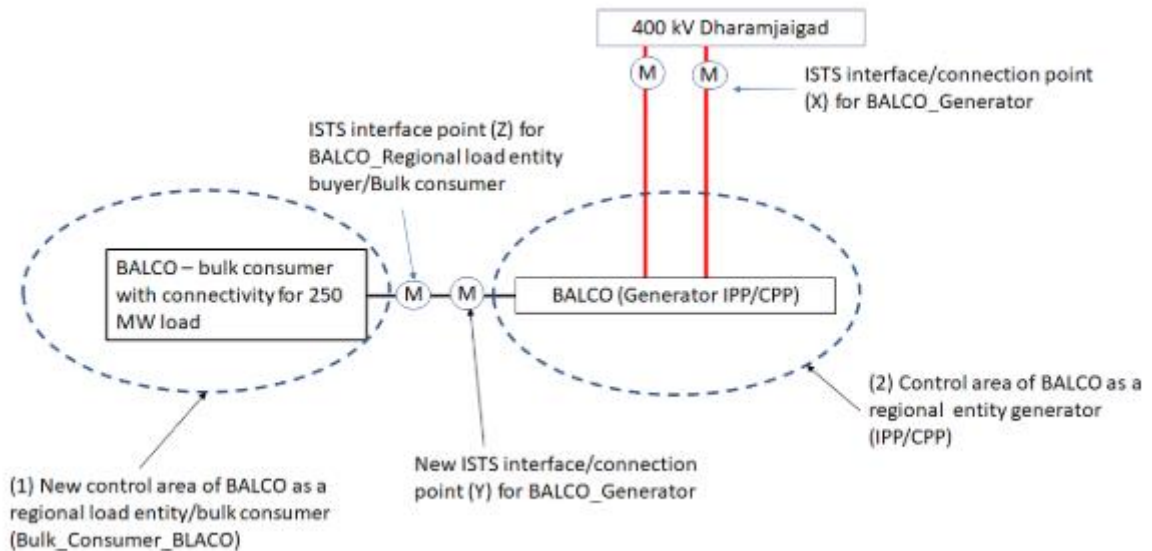 400 kV Dharamjaigad
M
M
ISTS interface/connection point
(X) for BALCO_Generator
ISTS interface point (Z) for
BALCO_Regional load entity
buyer/Bulk consumer
BALCO – bulk consumer
with connectivity for 250
MW load
M
M
BALCO (Generator IPP/CPP)
(2) Control area of BALCO as a
regional entity generator
(IPP/CPP)
New ISTS interface/connection
point (Y) for BALCO_Generator
(1) New control area of BALCO as a
regional load entity/bulk consumer
(Bulk_Consumer_BLACO)